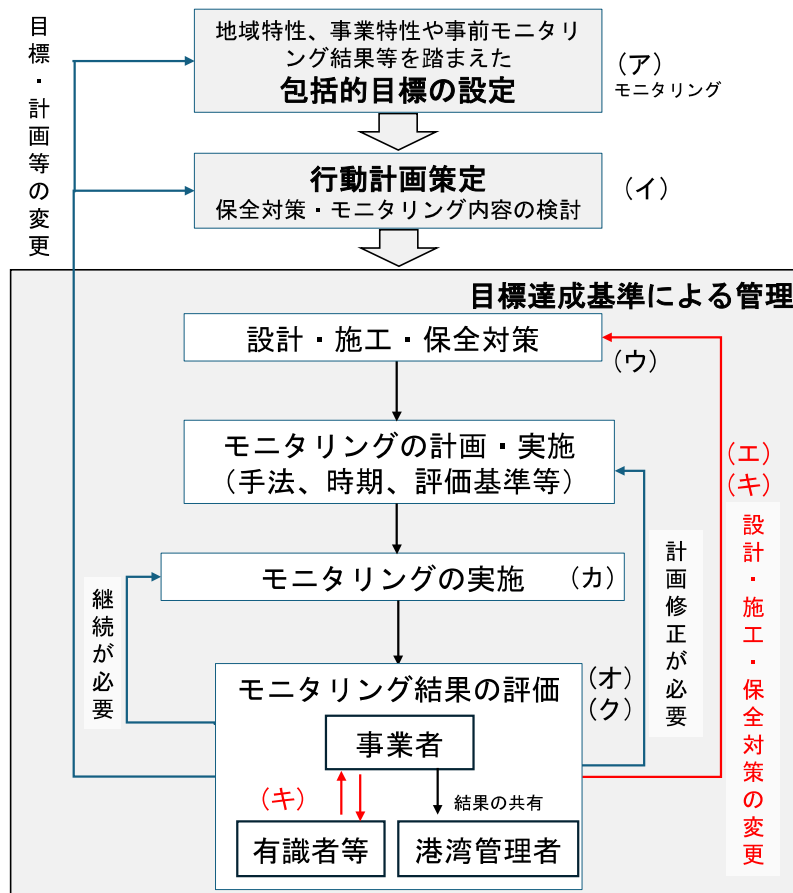 目標・計画等の変更
地域特性、事業特性や事前モニタリ
ング結果等を踏まえた
包括的目標の設定
（ア）
モニタリング
行動計画策定
保全対策・モニタリング内容の検討
（イ）
目標達成基準による管理
設計・施工・保全対策
（ウ）
モニタリングの計画・実施
（手法、時期、評価基準等）
（エ）
（キ）
設計・施工・保全対策の変更
計画修正が必要
モニタリングの実施
（カ）
継続が必要
モニタリング結果の評価
（オ）
（ク）
事業者
（キ）
結果の共有
有識者等
港湾管理者